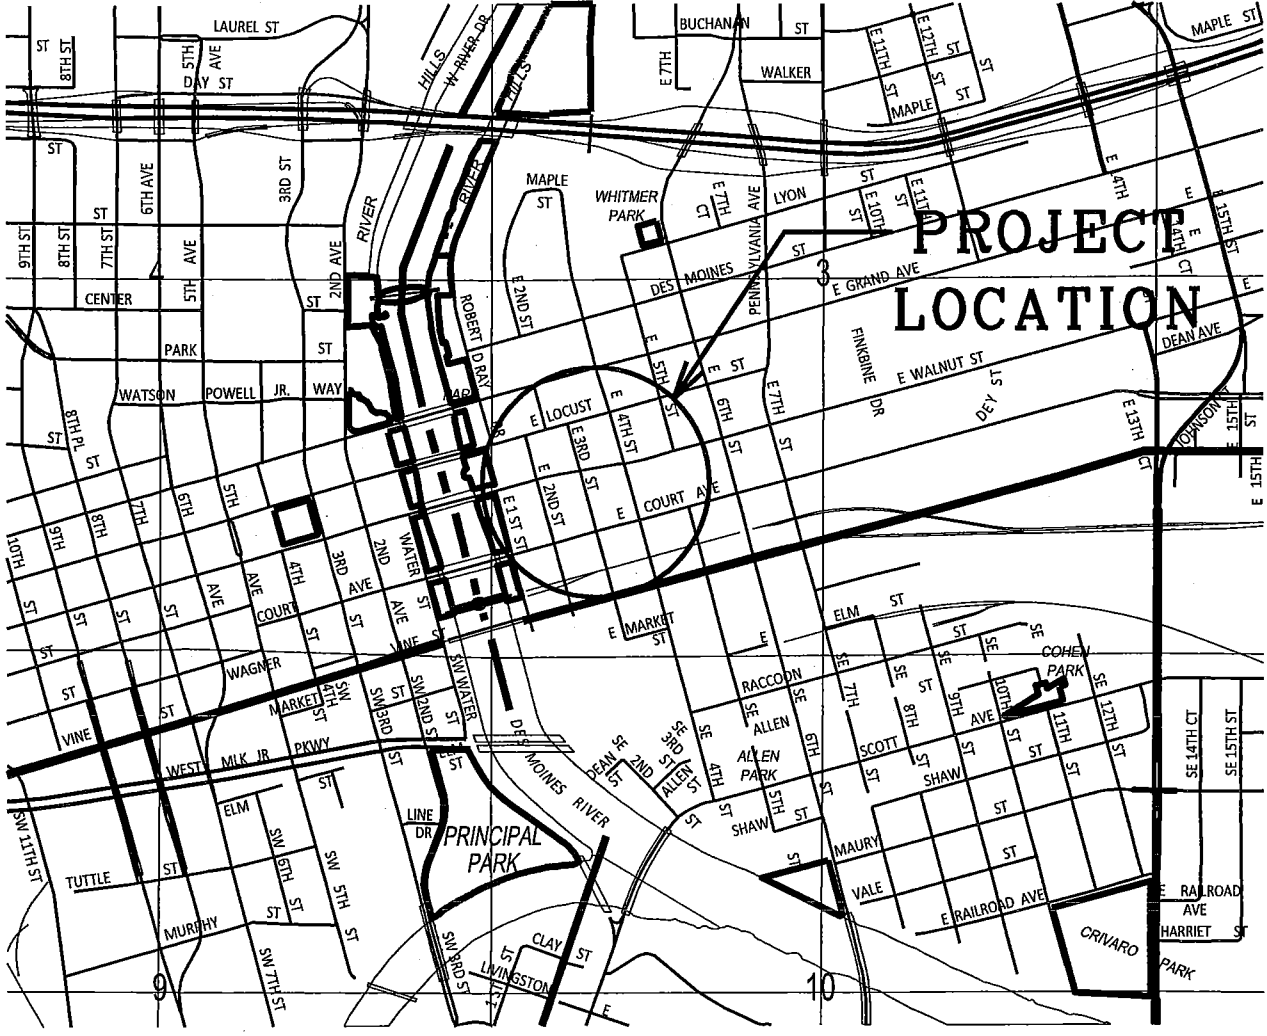 LAUREL ST
BUCHANAN ST
MAPLE ST
ST
8TH ST
5TH AVE
DAY ST
HILLS
W RIVER DR
HILLS
E 7TH
WALKER
E 11TH ST
E 12TH ST
ST
MAPLE ST
ST
6TH AVE
3RD ST
RIVER
RIVER
MAPLE ST
WHITMER PARK
E 7TH CT
PENNSYLVANIA AVE
LYON ST
E 10TH ST
E 11TH ST
E 14TH
E 15TH ST
E 14TH CT
E
ST
9TH ST
8TH ST
7TH ST
5TH AVE
2ND AVE
4
3
PROJECT
LOCATION
DES MOINES ST
E GRAND AVE
CENTER ST
ROBERT D RAY DR
E 2ND ST
PARK ST
WATSON POWELL JR. WAY
E 5TH ST
E 6TH ST
E 7TH ST
ST
FINKBINE DR
E WALNUT ST
DEY ST
DEAN AVE
E
E 13TH CT
JOHNSON ST
E 15TH ST
E 15TH
8TH PL
ST
ST
E LOCUST
E 4TH ST
E 3RD ST
E 2ND ST
E 1ST ST
E COURT AVE
10TH ST
9TH ST
8TH ST
7TH ST
6TH AVE
5TH AVE
4TH ST
3RD ST
2ND AVE
WATER ST
COURT AVE
VINE ST
E MARKET ST
E
ELM ST
ST
SE
SE
COHEN PARK
ST
ST
WAGNER
ST
MARKET
SW 4TH ST
SW 3RD ST
SW 2ND ST
SW WATER ST
ST
VINE
WEST MLK JR PKWY
ELM ST
ST
DES MOINES RIVER
RACCOON
SE 4TH ST
SE 5TH ST
SE 6TH ST
SE 7TH ST
SE 8TH ST
SE 9TH ST
10TH ST
11TH ST
SE 12TH ST
ALLEN
ALLEN PARK
SCOTT AVE
SHAW ST
SE 14TH CT
SE 15TH ST
SE 3RD ST
SE 2ND
DEAN ST
ALLEN ST
SHAW ST
ST
LINE DR
PRINCIPAL PARK
SW 11TH ST
TUTTLE ST
SW 6TH ST
SW 5TH ST
MURPHY ST
SW 7TH ST
SW 3RD ST
1 ST ST
CLAY ST
LIVINGSTON
E
MAURY ST
VALE
ST
E RAILROAD AVE
E RAILROAD AVE
HARRIET ST
CRIVARO PARK
9
10